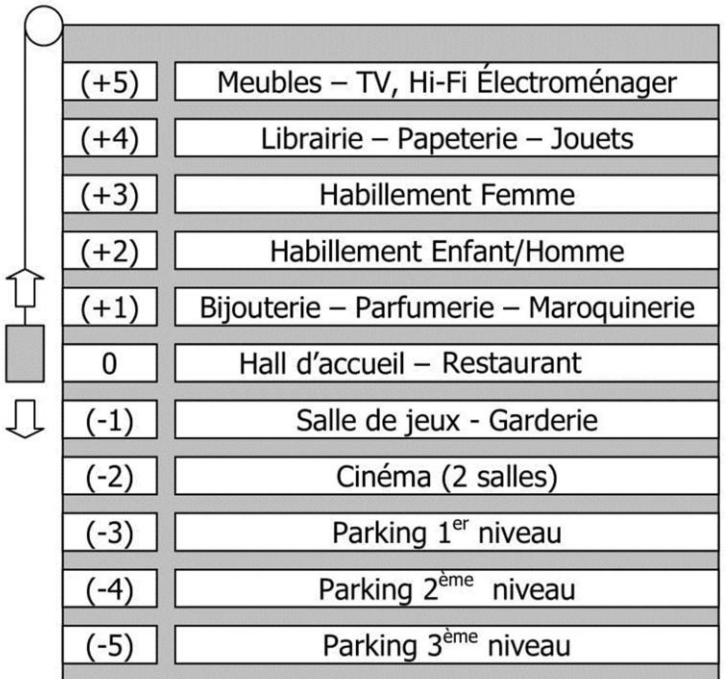 (+5) Meubles – TV, Hi-Fi Électroménager
(+4) Librairie – Papeterie – Jouets
(+3) Habillement Femme
(+2) Habillement Enfant/Homme
(+1) Bijouterie – Parfumerie – Maroquinerie
0 Hall d’accueil – Restaurant
(-1) Salle de jeux - Garderie
(-2) Cinéma (2 salles)
(-3) Parking 1er niveau
(-4) Parking 2ème niveau
(-5) Parking 3ème niveau